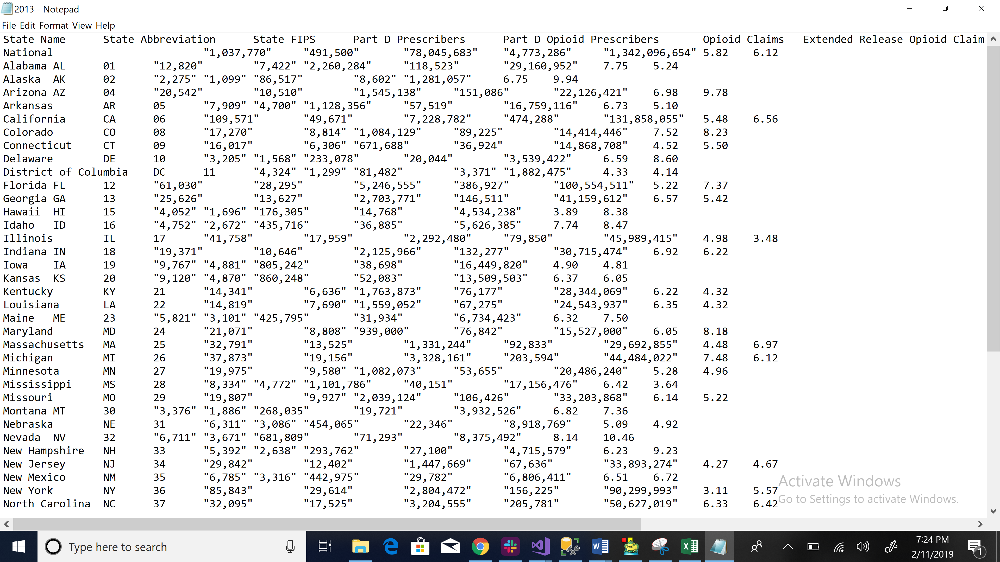 2013 - Notepad
File Edit Format View Help
State Name State Abbreviation State FIPS Part D Prescribers Part D Opioid Prescribers Opioid Claims Extended Release Opioid Claim
National "1,037,770" "491,500" "78,045,683" "4,773,286" "1,342,096,654" 5.82 6.12
Alabama AL 01 "12,820" "7,422" "2,260,284" "118,523" "29,160,952" 7.75 5.24
Alaska AK 02 "2,275" "1,099" "86,517" "8,602" "1,281,057" 6.75 9.94
Arizona AZ 04 "20,542" "10,510" "1,545,138" "151,086" "22,126,421" 6.98 9.78
Arkansas AR 05 "7,909" "4,700" "1,128,356" "57,519" "16,759,116" 6.73 5.10
California CA 06 "109,571" "49,671" "7,228,782" "474,288" "131,858,055" 5.48 6.56
Colorado CO 08 "17,270" "8,814" "1,084,129" "89,225" "14,414,446" 7.52 8.23
Connecticut CT 09 "16,017" "6,306" "671,688" "36,924" "14,868,708" 4.52 5.50
Delaware DE 10 "3,205" "1,568" "233,078" "20,044" "3,539,422" 6.59 8.60
District of Columbia DC 11 "4,324" "1,299" "81,482" "3,371" "1,882,475" 4.33 4.14
Florida FL 12 "61,030" "28,295" "5,246,555" "386,927" "100,554,511" 5.22 7.37
Georgia GA 13 "25,626" "13,627" "2,703,771" "146,511" "41,159,612" 6.57 5.42
Hawaii HI 15 "4,052" "1,696" "176,305" "14,768" "4,534,238" 3.89 8.38
Idaho ID 16 "4,752" "2,672" "435,716" "36,885" "5,626,385" 7.74 8.47
Illinois IL 17 "41,758" "17,959" "2,292,480" "79,850" "45,989,415" 4.98 3.48
Indiana IN 18 "19,371" "10,646" "2,125,966" "132,277" "30,715,474" 6.92 6.22
Iowa IA 19 "9,767" "4,881" "805,242" "38,698" "16,449,820" 4.90 4.81
Kansas KS 20 "9,120" "4,870" "860,248" "52,083" "13,509,503" 6.37 6.05
Kentucky KY 21 "14,341" "6,636" "1,763,873" "76,177" "28,344,069" 6.22 4.32
Louisiana LA 22 "14,819" "7,690" "1,559,052" "67,275" "24,543,937" 6.35 4.32
Maine ME 23 "5,821" "3,101" "425,795" "31,934" "6,734,423" 6.32 7.50
Maryland MD 24 "21,071" "8,808" "939,000" "76,842" "15,527,000" 6.05 8.18
Massachusetts MA 25 "32,791" "13,525" "1,331,244" "92,833" "29,692,855" 4.48 6.97
Michigan MI 26 "37,873" "19,156" "3,328,161" "203,594" "44,484,022" 7.48 6.12
Minnesota MN 27 "19,975" "9,580" "1,082,073" "53,655" "20,486,240" 5.28 4.96
Mississippi MS 28 "8,334" "4,772" "1,101,786" "40,151" "17,156,476" 6.42 3.64
Missouri MO 29 "19,807" "9,927" "2,039,124" "106,426" "33,203,868" 6.14 5.22
Montana MT 30 "3,376" "1,886" "268,035" "19,721" "3,932,526" 6.82 7.36
Nebraska NE 31 "6,311" "3,086" "454,065" "22,346" "8,918,769" 5.09 4.92
Nevada NV 32 "6,711" "3,671" "681,809" "71,293" "8,375,492" 8.14 10.46
New Hampshire NH 33 "5,392" "2,638" "293,762" "27,100" "4,715,579" 6.23 9.23
New Jersey NJ 34 "29,842" "12,402" "1,447,669" "67,636" "33,893,274" 4.27 4.67
New Mexico NM 35 "6,785" "3,316" "442,975" "29,782" "6,806,411" 6.51 6.72
New York NY 36 "85,843" "29,614" "2,804,472" "156,225" "90,299,993" 3.11 5.57
North Carolina NC 37 "32,095" "17,525" "3,204,555" "205,781" "50,627,019" 6.33 6.42
Activate Windows
Go to Settings to activate Windows.
Type here to search
7:24 PM
2/11/2019
1